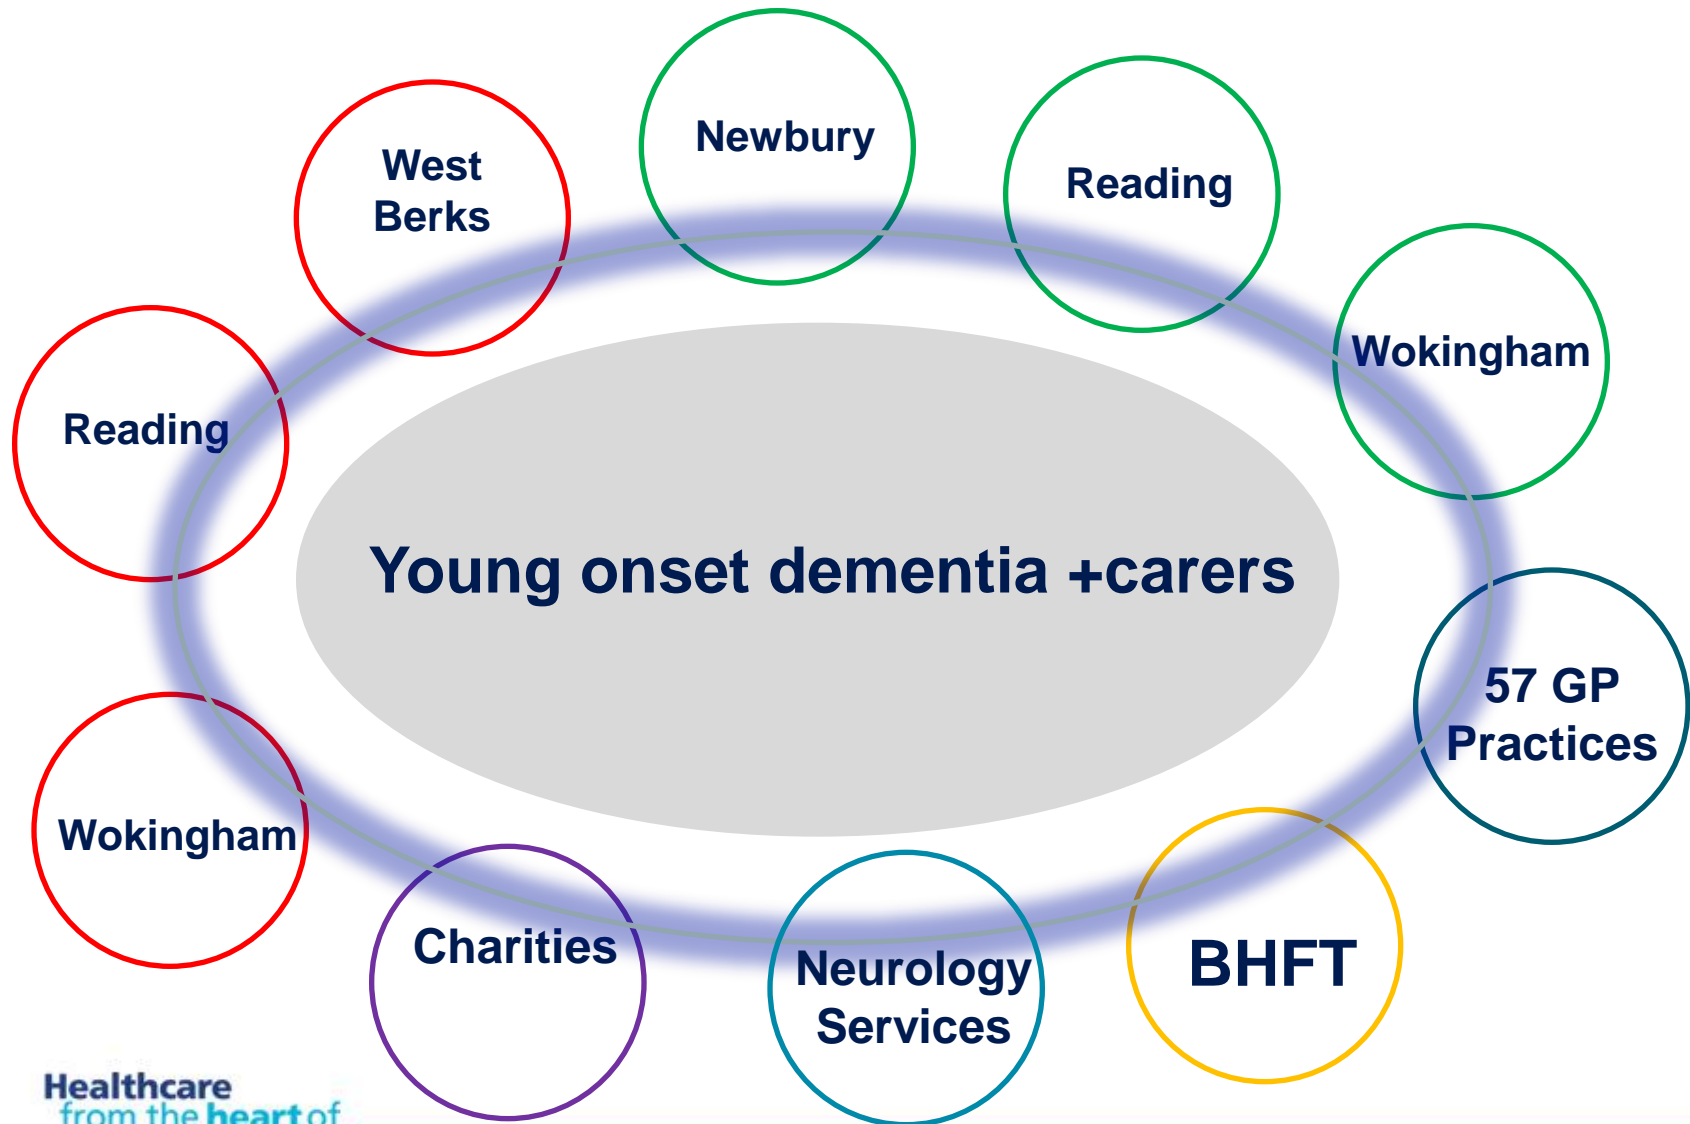 Newbury
West
Berks
Reading
Wokingham
Reading
Young onset dementia +carers
57 GP
Practices
Wokingham
Charities
Neurology
Services
BHFT
Healthcare
from the heart of